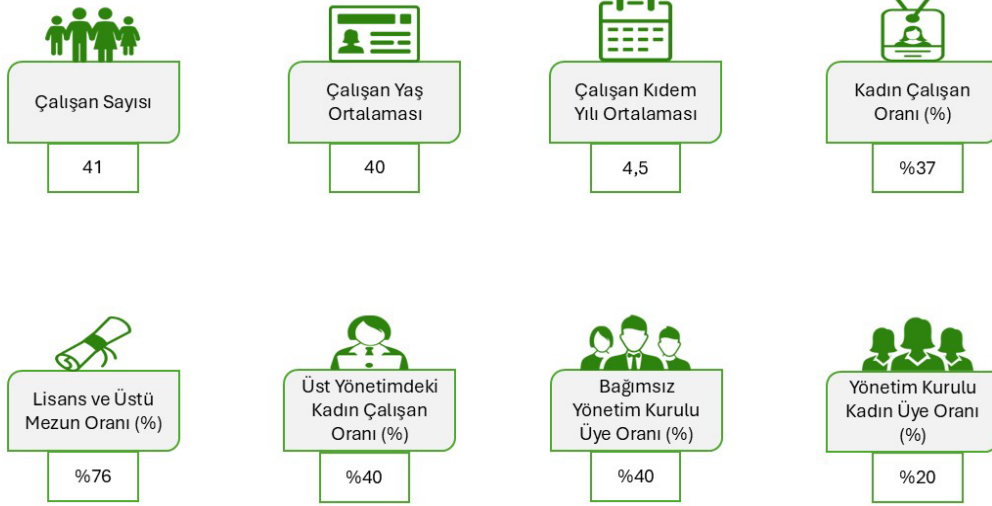 Çalışan Sayısı
41
Çalışan Yaş
Ortalaması
40
Çalışan Kıdem
Yılı Ortalaması
4,5
Kadın Çalışan
Oranı (%)
%37
Lisans ve Üstü
Mezun Oranı (%)
%76
Üst Yönetimdeki
Kadın Çalışan
Oranı (%)
%40
Bağımsız
Yönetim Kurulu
Üye Oranı (%)
%40
Yönetim Kurulu
Kadın Üye Oranı
(%)
%20